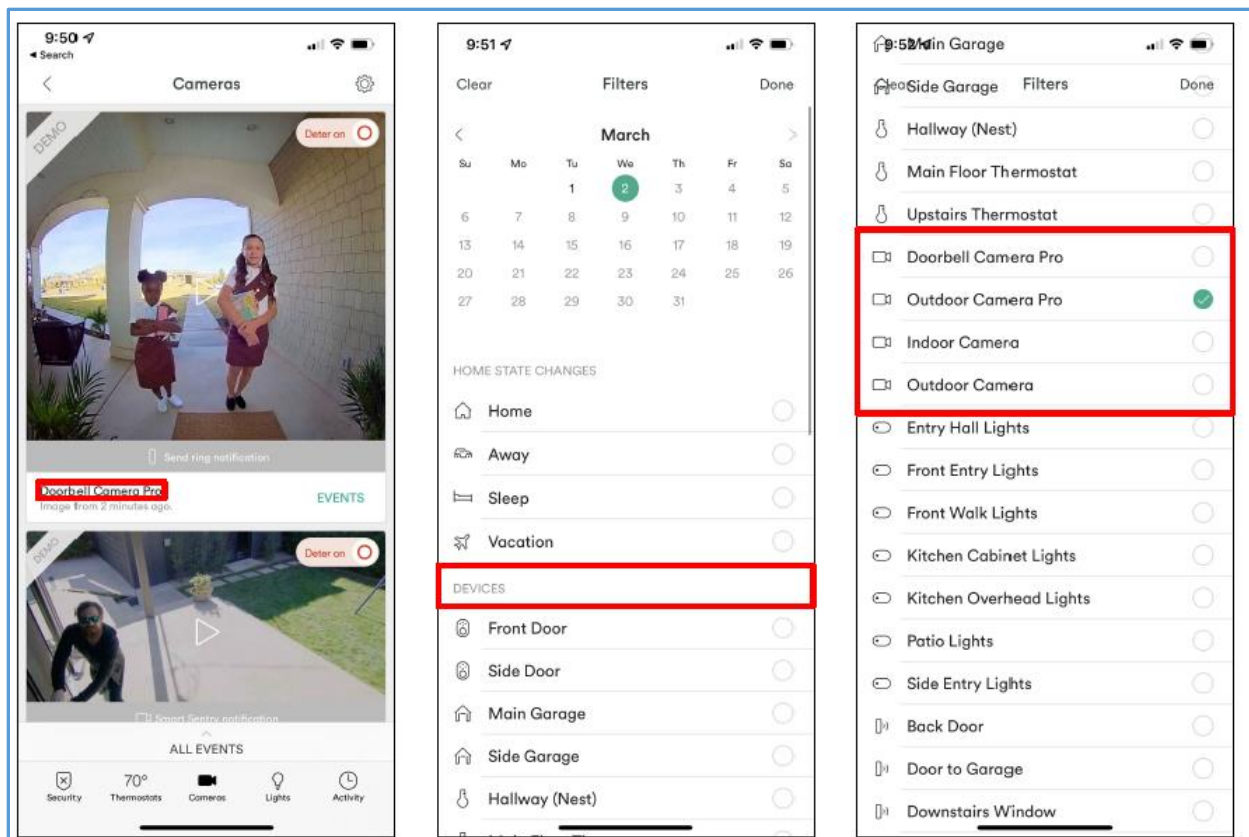 9:50
◄ Search
Cameras
DEMO
Deter on
Send ring notification
Doorbell Camera Pro
Image from 2 minutes ago.
EVENTS
DEMO
Deter on
Smart Sentry notification
ALL EVENTS
70°
Security Thermostats Cameras Lights Activity
9:51
Clear Filters Done
March
Su Mo Tu We Th Fr Sa
1 2 3 4 5
6 7 8 9 10 11 12
13 14 15 16 17 18 19
20 21 22 23 24 25 26
27 28 29 30 31
HOME STATE CHANGES
Home
Away
Sleep
Vacation
DEVICES
Front Door
Side Door
Main Garage
Side Garage
Hallway (Nest)
9:52
Main Garage
Clear Filters Done
Side Garage
Hallway (Nest)
Main Floor Thermostat
Upstairs Thermostat
Doorbell Camera Pro
Outdoor Camera Pro
Indoor Camera
Outdoor Camera
Entry Hall Lights
Front Entry Lights
Front Walk Lights
Kitchen Cabinet Lights
Kitchen Overhead Lights
Patio Lights
Side Entry Lights
Back Door
Door to Garage
Downstairs Window